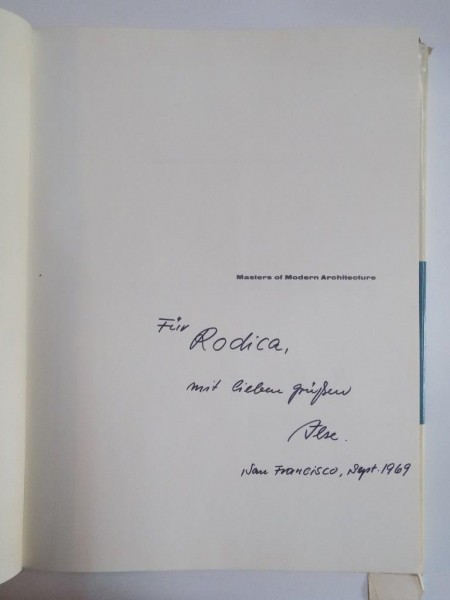 Masters of Modern Architecture
Für
Rodica,
mit lieben grüßen
Ilse.
San Francisco, Sept. 1969